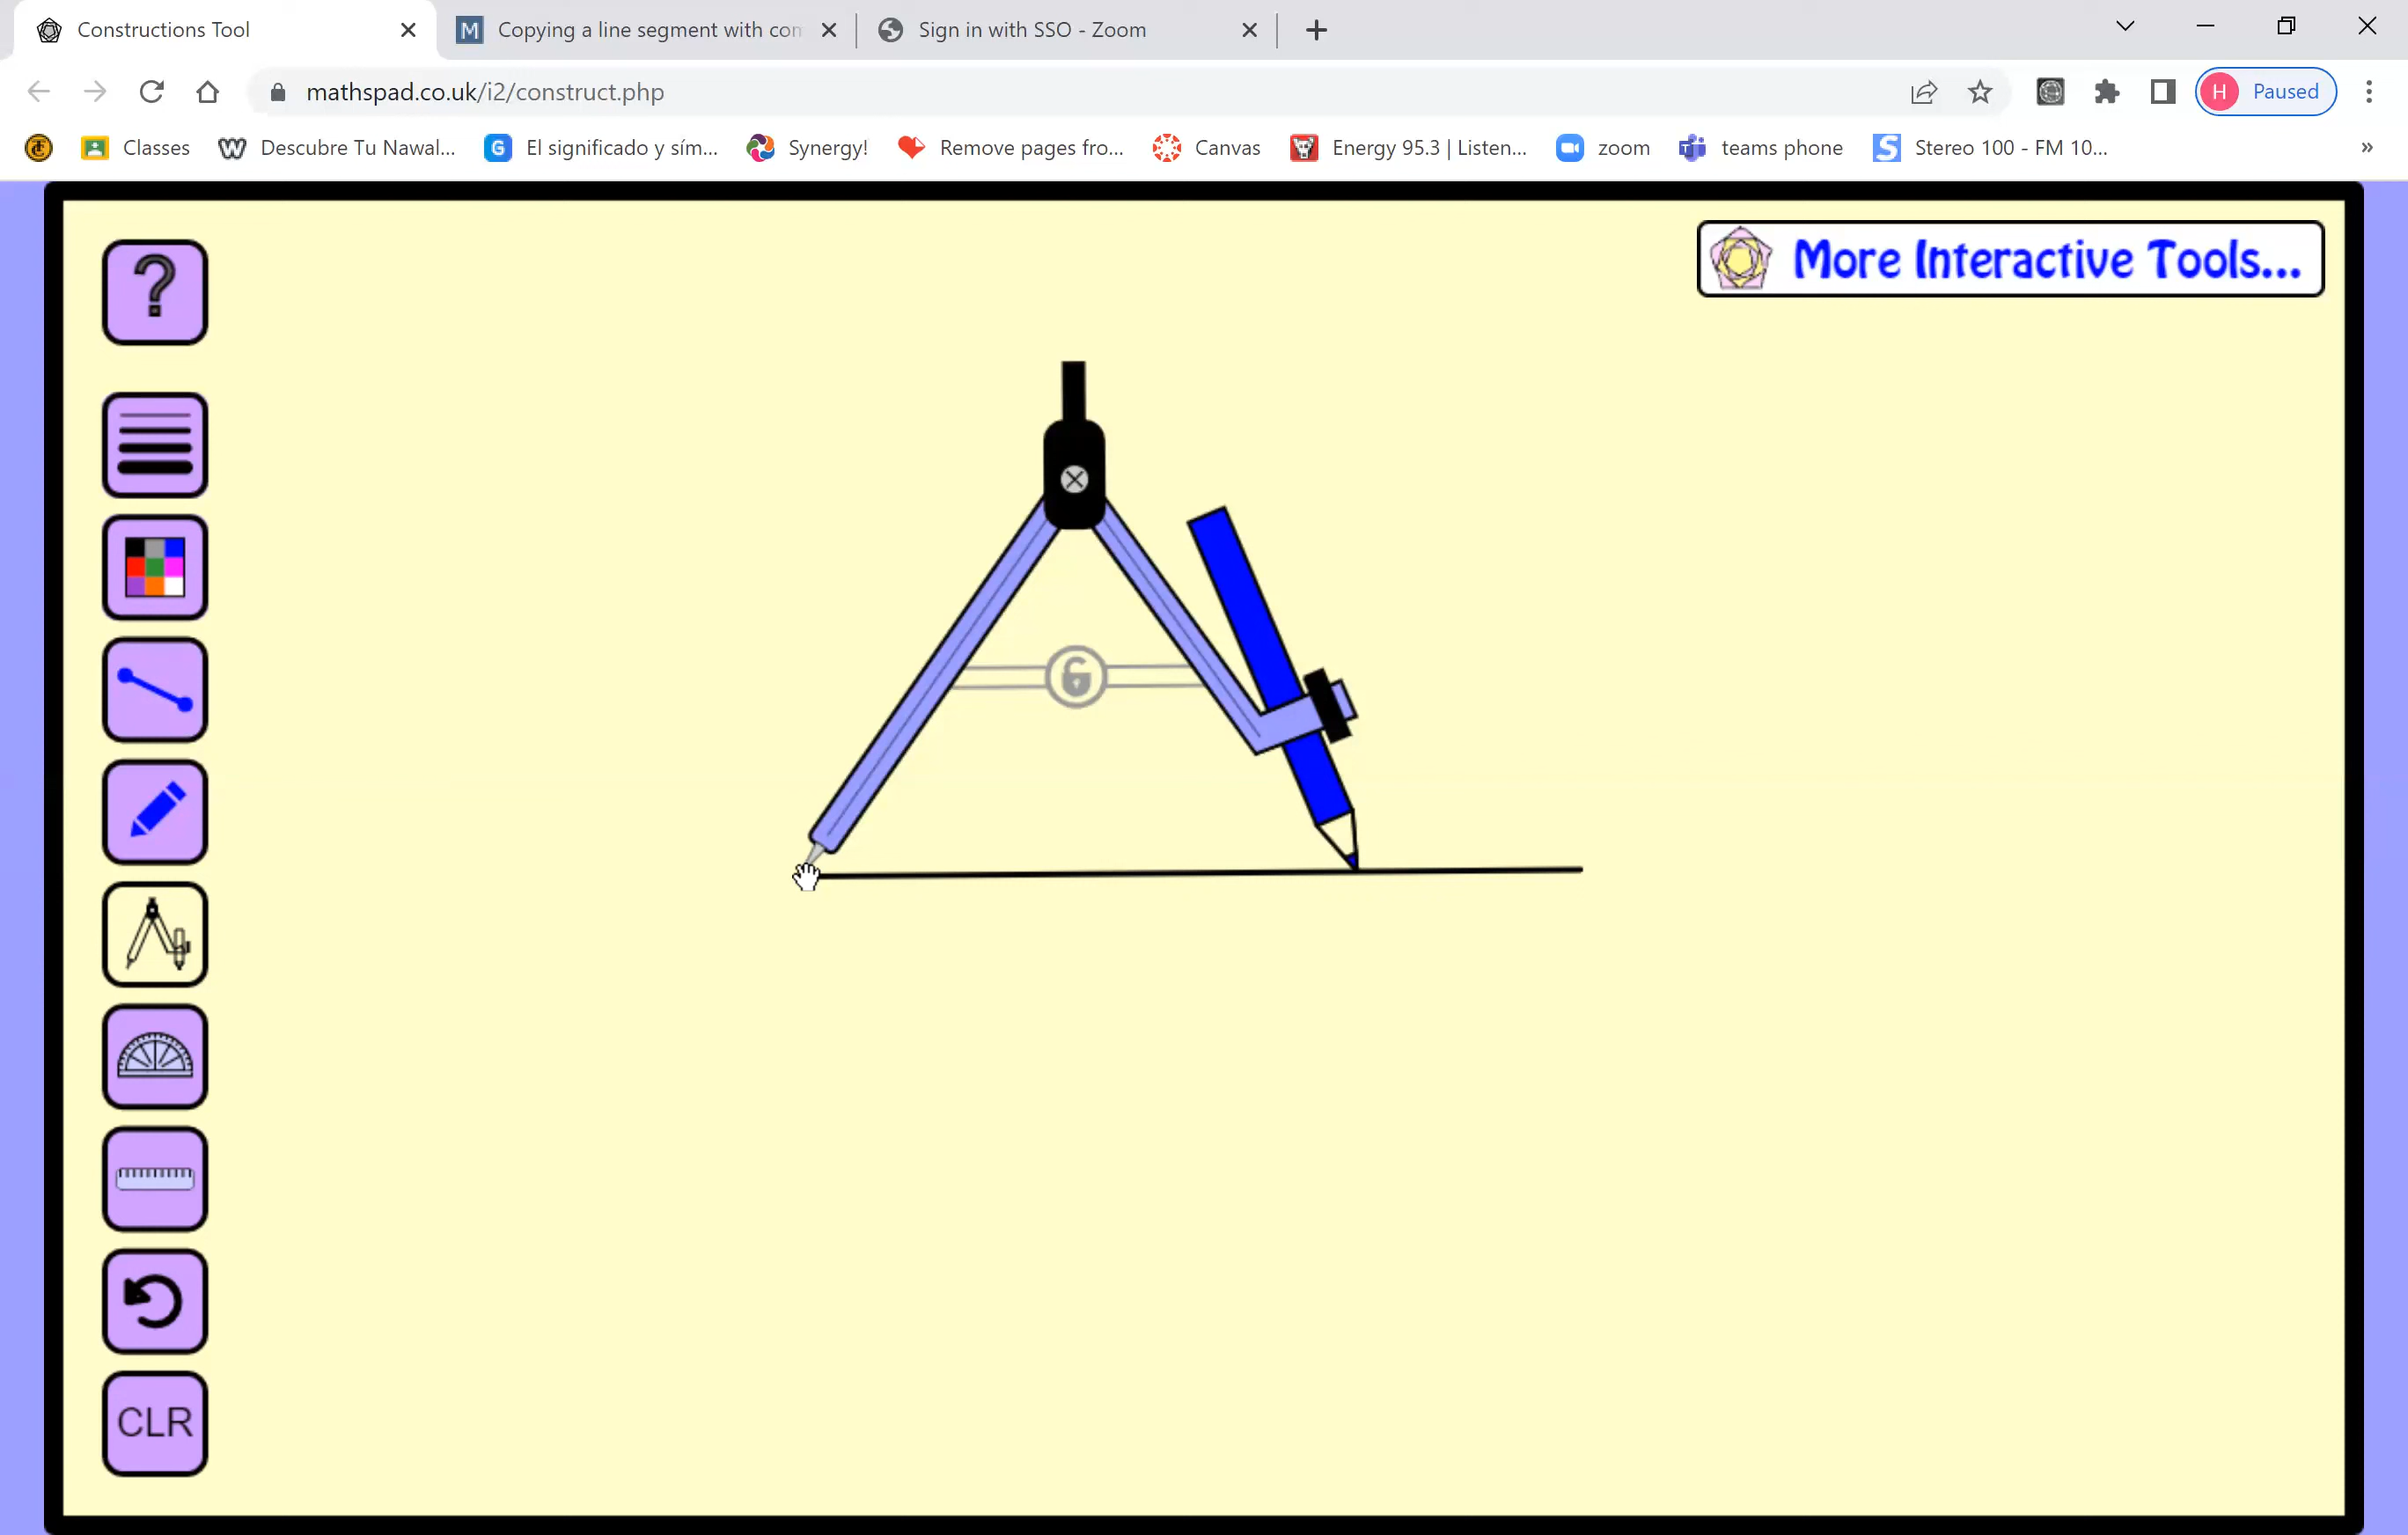 Constructions Tool
Copying a line segment with con
Sign in with SSO - Zoom
mathspad.co.uk/i2/construct.php
H Paused
Classes Descubre Tu Nawal... G El significado y sím... Synergy! Remove pages fro... Canvas Energy 95.3 | Listen... zoom teams phone Stereo 100 - FM 10... »
? More Interactive Tools...
CLR